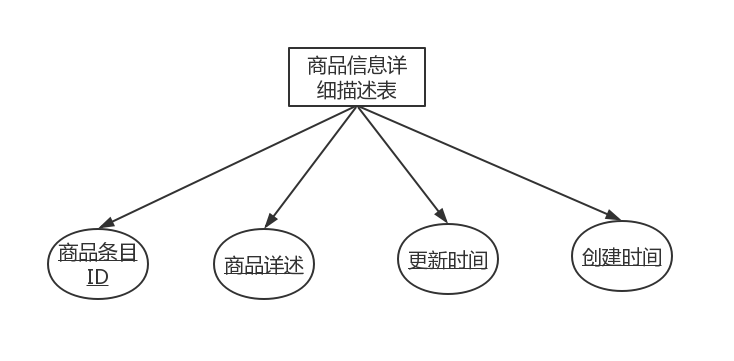 商品信息详
细描述表
商品条目
ID
商品详述
更新时间
创建时间